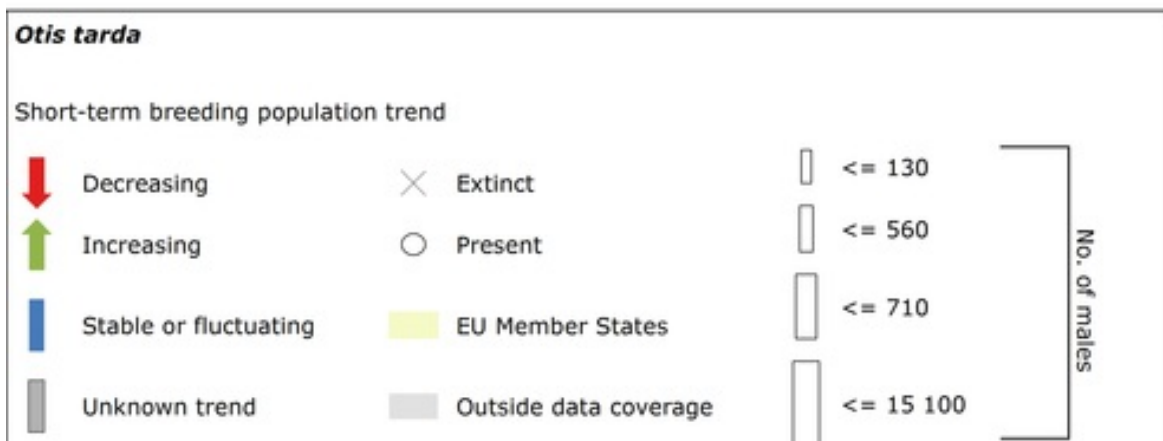 Otis tarda
Short-term breeding population trend
Decreasing
Increasing
Stable or fluctuating
Unknown trend
Extinct
Present
EU Member States
Outside data coverage
<= 130
<= 560
<= 710
<= 15 100
No. of males